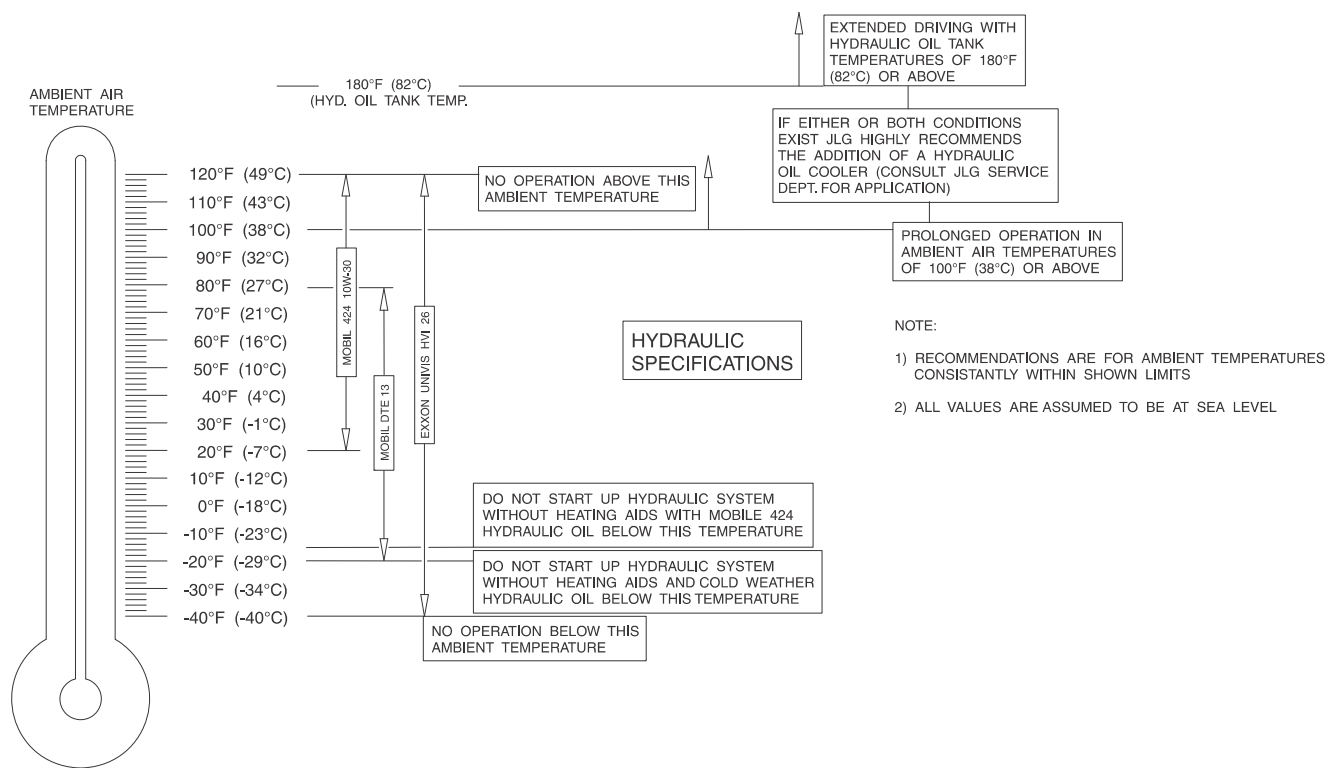 EXTENDED DRIVING WITH
HYDRAULIC OIL TANK
TEMPERATURES OF 180°F
(82°C) OR ABOVE
180°F (82°C)
(HYD. OIL TANK TEMP.
AMBIENT AIR
TEMPERATURE
IF EITHER OR BOTH CONDITIONS
EXIST JLG HIGHLY RECOMMENDS
THE ADDITION OF A HYDRAULIC
OIL COOLER (CONSULT JLG SERVICE
DEPT. FOR APPLICATION)
120°F (49°C)
110°F (43°C)
100°F (38°C)
90°F (32°C)
80°F (27°C)
70°F (21°C)
60°F (16°C)
50°F (10°C)
40°F (4°C)
30°F (-1°C)
20°F (-7°C)
10°F (-12°C)
0°F (-18°C)
-10°F (-23°C)
-20°F (-29°C)
-30°F (-34°C)
-40°F (-40°C)
NO OPERATION ABOVE THIS
AMBIENT TEMPERATURE
PROLONGED OPERATION IN
AMBIENT AIR TEMPERATURES
OF 100°F (38°C) OR ABOVE
MOBIL 424 10W-30
MOBIL DTE 13
EXXON UNIVIS HVI 26
HYDRAULIC
SPECIFICATIONS
NOTE:
1) RECOMMENDATIONS ARE FOR AMBIENT TEMPERATURES
CONSISTANTLY WITHIN SHOWN LIMITS
2) ALL VALUES ARE ASSUMED TO BE AT SEA LEVEL
DO NOT START UP HYDRAULIC SYSTEM
WITHOUT HEATING AIDS WITH MOBILE 424
HYDRAULIC OIL BELOW THIS TEMPERATURE
DO NOT START UP HYDRAULIC SYSTEM
WITHOUT HEATING AIDS AND COLD WEATHER
HYDRAULIC OIL BELOW THIS TEMPERATURE
NO OPERATION BELOW THIS
AMBIENT TEMPERATURE